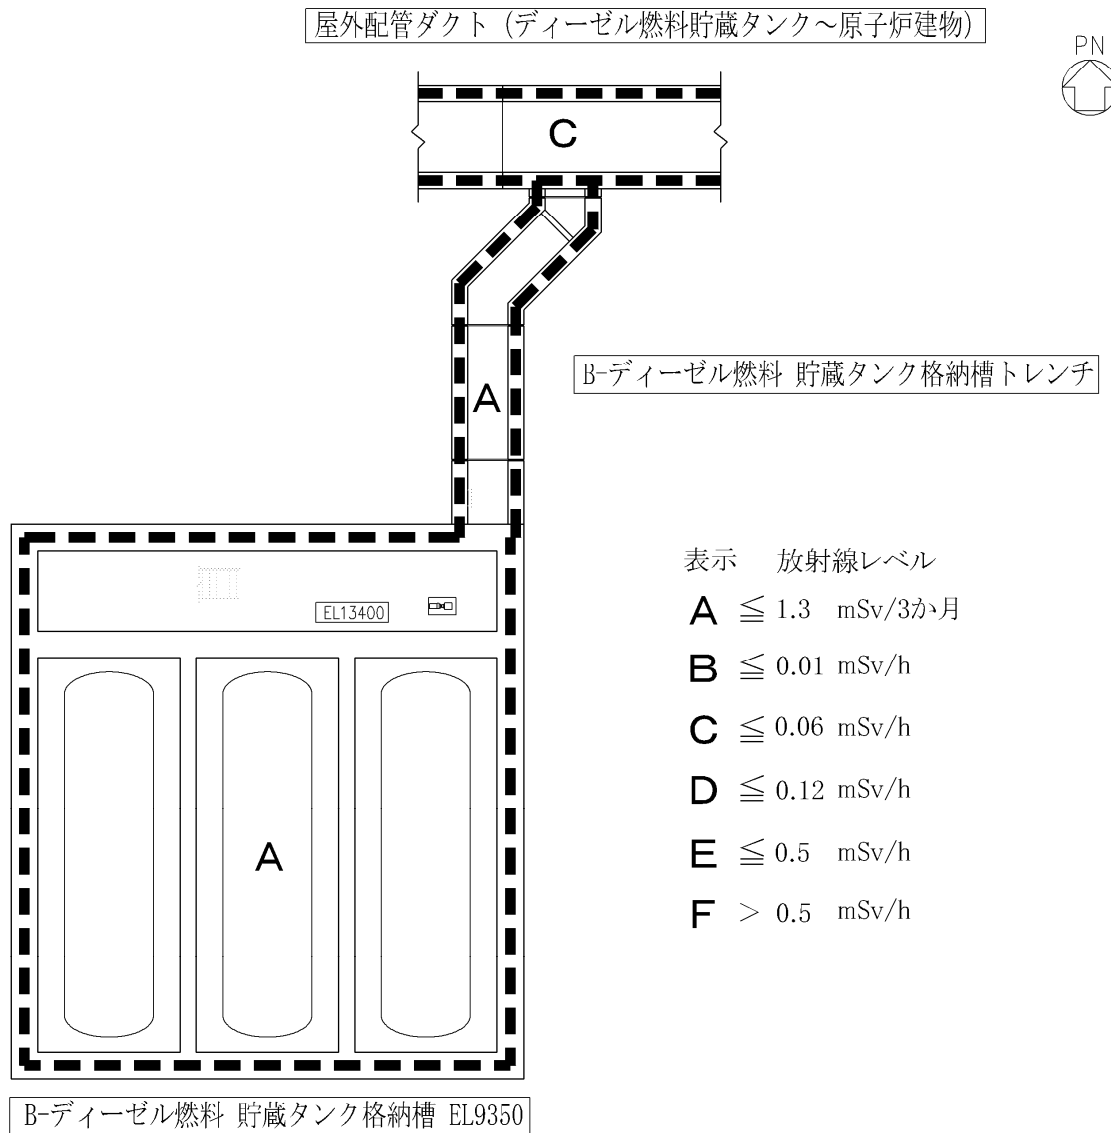 屋外配管ダクト（ディーゼル燃料貯蔵タンク～原子炉建物）
PN
C
B-ディーゼル燃料 貯蔵タンク格納槽トレンチ
A
EL13400
A
表示 放射線レベル
A ≦ 1.3 mSv/3か月
B ≦ 0.01 mSv/h
C ≦ 0.06 mSv/h
D ≦ 0.12 mSv/h
E ≦ 0.5 mSv/h
F > 0.5 mSv/h
B-ディーゼル燃料 貯蔵タンク格納槽 EL9350